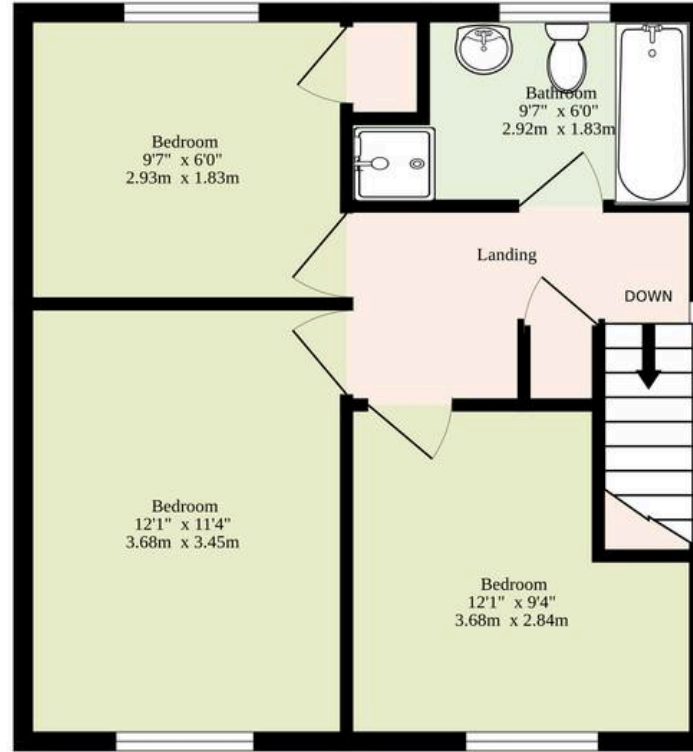 Bedroom
9'7" x 6'0"
2.93m x 1.83m
Bathroom
9'7" x 6'0"
2.92m x 1.83m
Landing
DOWN
Bedroom
12'1" x 11'4"
3.68m x 3.45m
Bedroom
12'1" x 9'4"
3.68m x 2.84m